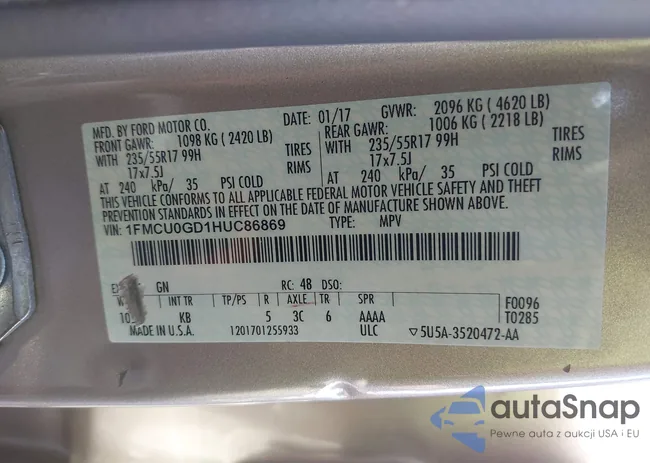 MFD. BY FORD MOTOR CO. DATE: 01/17 GVWR: 2096 KG ( 4620 LB)
FRONT GAWR: 1098 KG ( 2420 LB) REAR GAWR: 1006 KG ( 2218 LB)
WITH 235/55R17 99H TIRES WITH 235/55R17 99H TIRES
17x7.5J RIMS 17x7.5J RIMS
AT 240 kPa/ 35 PSI COLD AT 240 kPa/ 35 PSI COLD
THIS VEHICLE CONFORMS TO ALL APPLICABLE FEDERAL MOTOR VEHICLE SAFETY AND THEFT
PREVENTION STANDARDS IN EFFECT ON THE DATE OF MANUFACTURE SHOWN ABOVE.
VIN: 1FMCU0GD1HUC86869 TYPE: MPV
GN RC: 48 DSO:
INT TR TP/PS R AXLE TR SPR F0096
KB 5 3C 6 AAAA T0285
MADE IN U.S.A. 1201701255933 ULC ▽5U5A-3520472-AA
autaSnap
Pewne auta z aukcji USA i EU